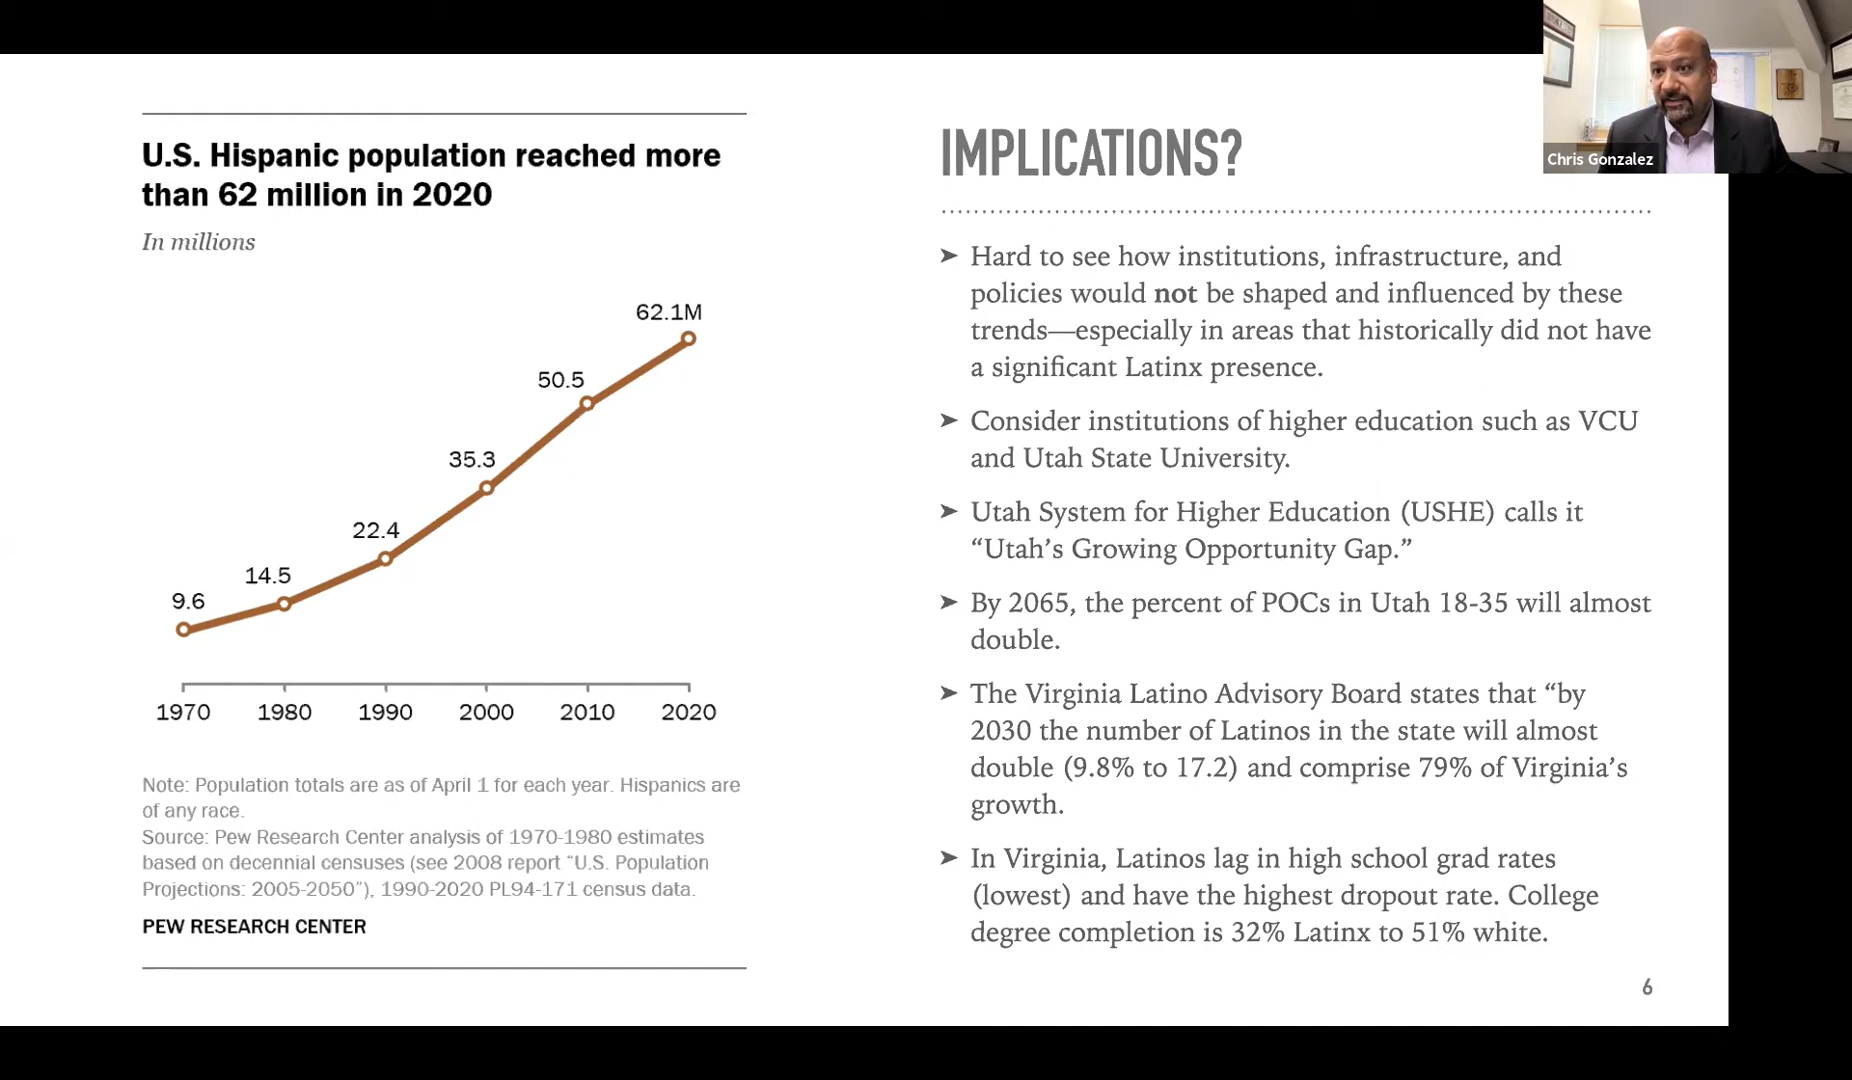 U.S. Hispanic population reached more
than 62 million in 2020
In millions
62.1M
50.5
35.3
22.4
14.5
9.6
1970 1980 1990 2000 2010 2020
Note: Population totals are as of April 1 for each year. Hispanics are
of any race.
Source: Pew Research Center analysis of 1970-1980 estimates
based on decennial censuses (see 2008 report “U.S. Population
Projections: 2005-2050”), 1990-2020 PL94-171 census data.
PEW RESEARCH CENTER
IMPLICATIONS?
➤ Hard to see how institutions, infrastructure, and
policies would not be shaped and influenced by these
trends—especially in areas that historically did not have
a significant Latinx presence.
➤ Consider institutions of higher education such as VCU
and Utah State University.
➤ Utah System for Higher Education (USHE) calls it
“Utah’s Growing Opportunity Gap.”
➤ By 2065, the percent of POCs in Utah 18-35 will almost
double.
➤ The Virginia Latino Advisory Board states that “by
2030 the number of Latinos in the state will almost
double (9.8% to 17.2) and comprise 79% of Virginia’s
growth.
➤ In Virginia, Latinos lag in high school grad rates
(lowest) and have the highest dropout rate. College
degree completion is 32% Latinx to 51% white.
6
Chris Gonzalez